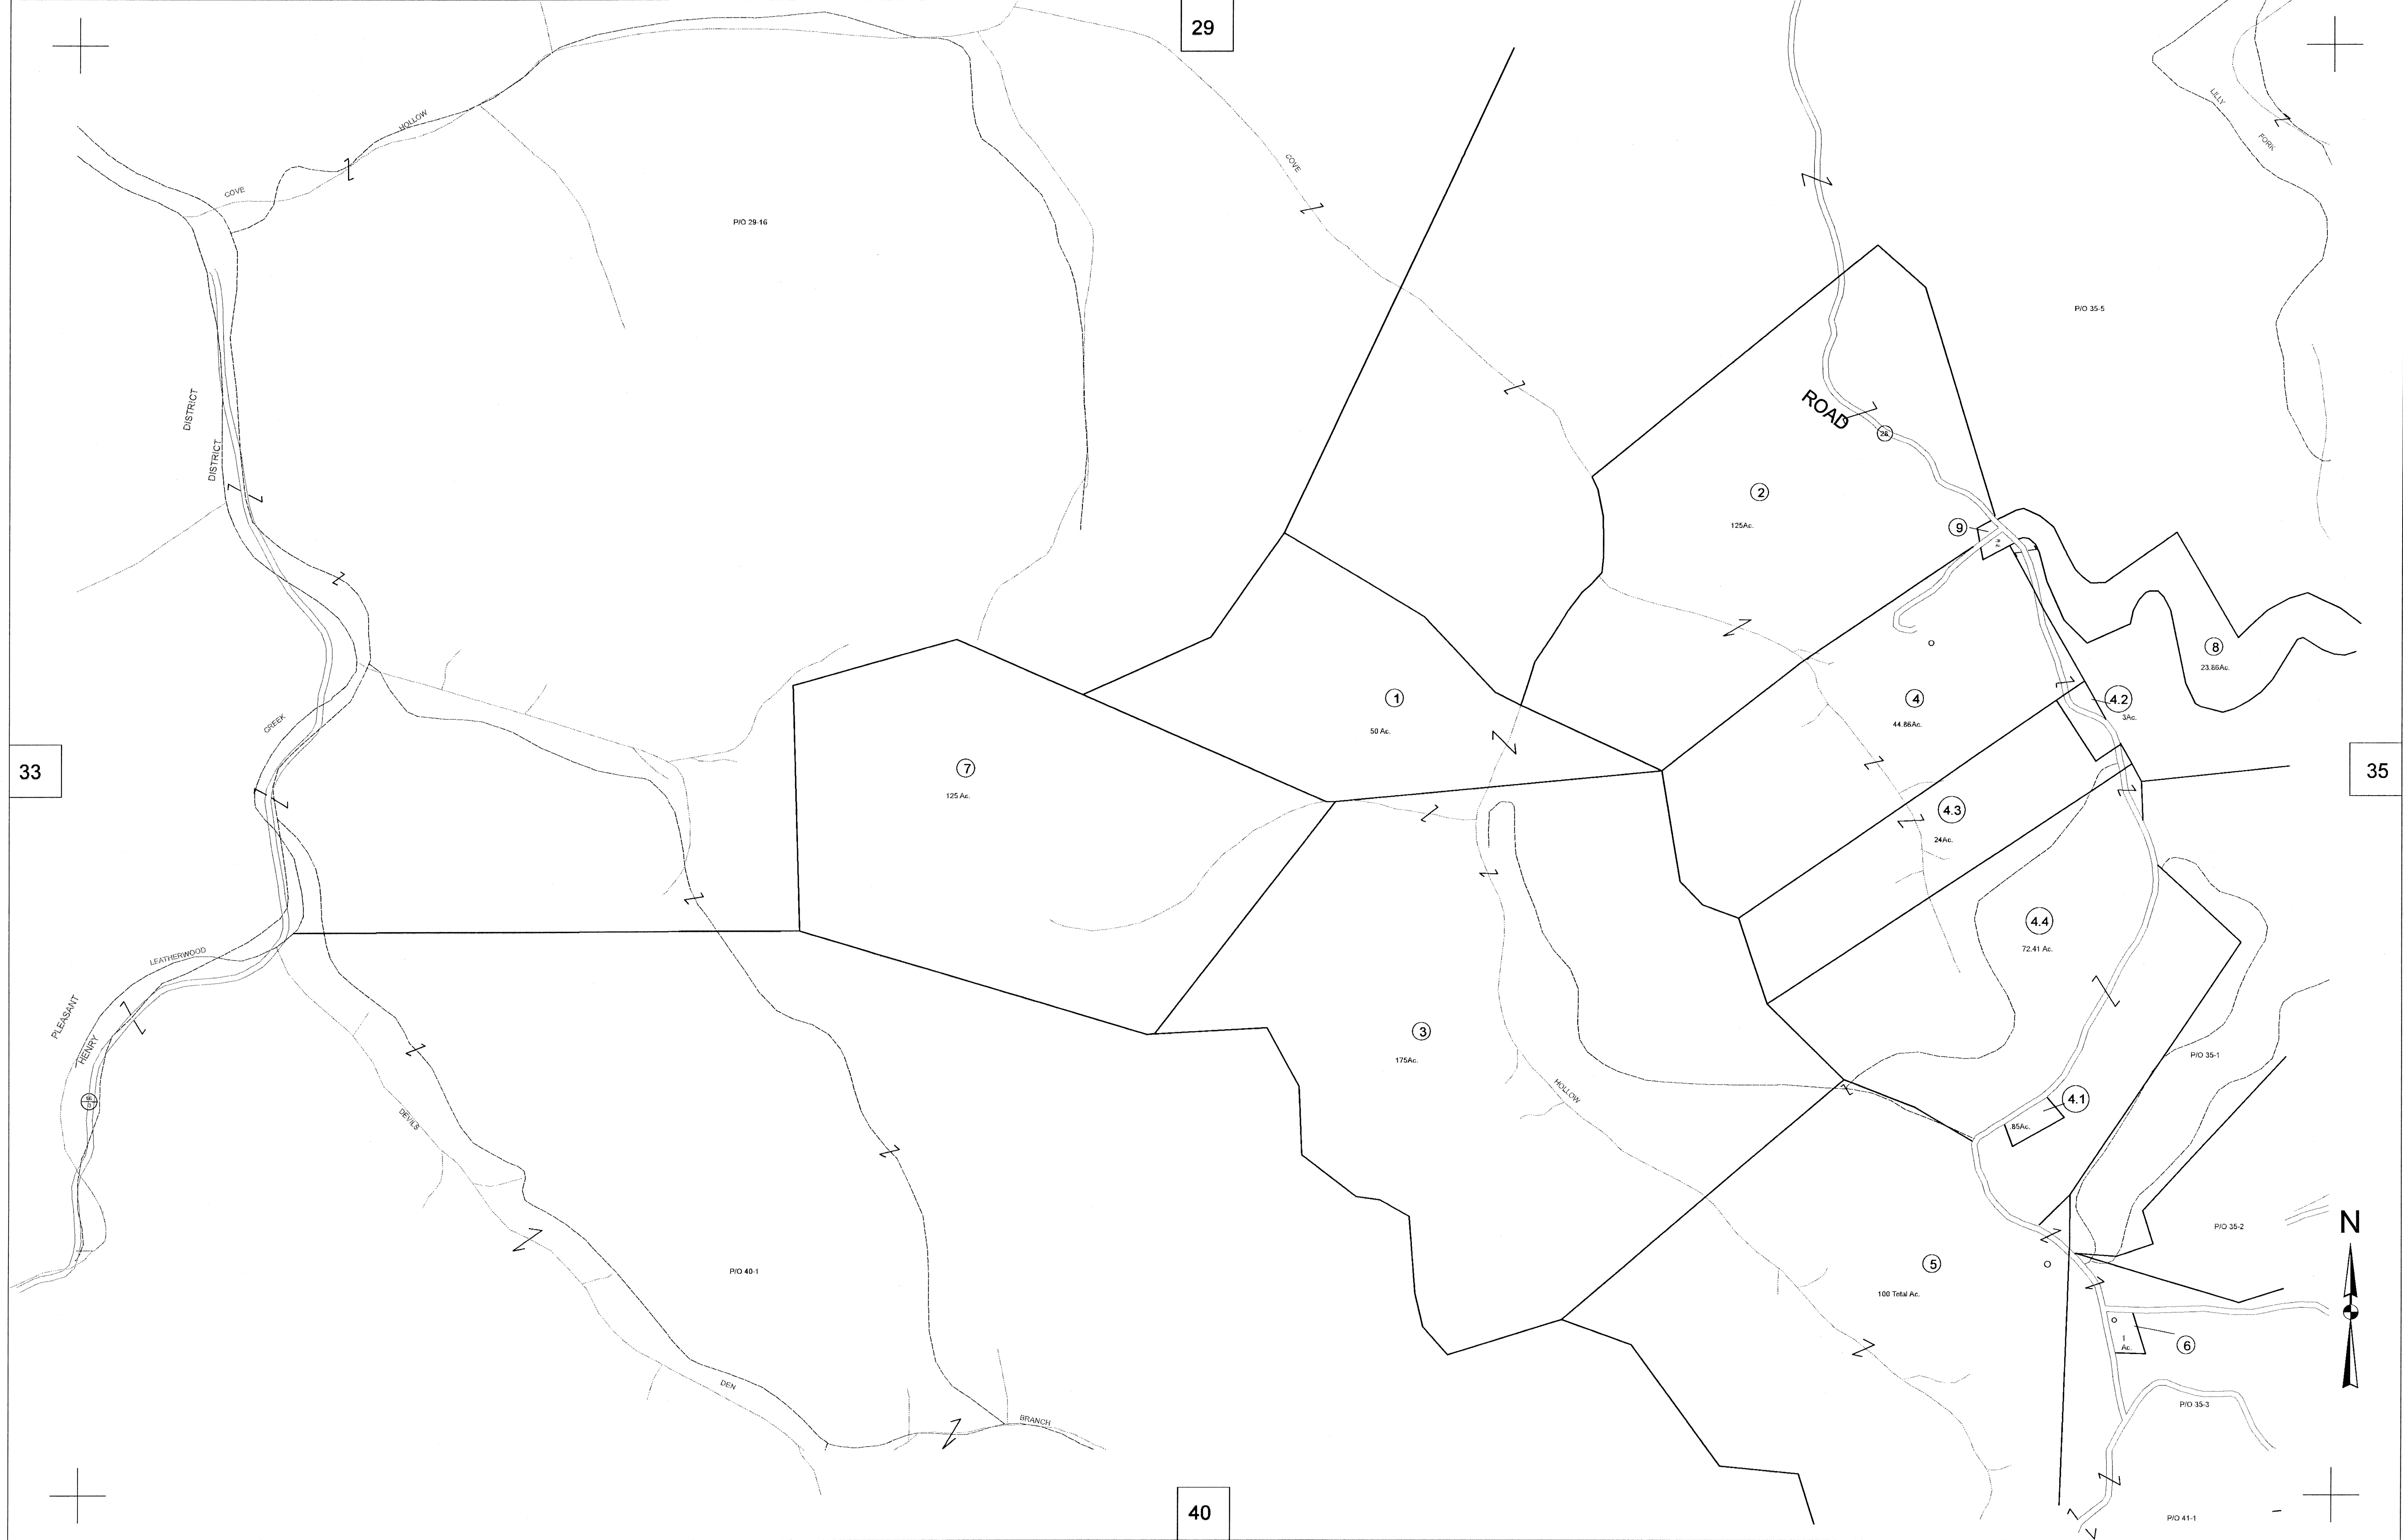 29
HOLLOW
COVE
COVE
LILLY
FORK
P/O 29-16
P/O 35-5
DISTRICT
DISTRICT
ROAD
26
2
125Ac.
9
8
23.86Ac.
4.2
3Ac.
1
50 Ac.
4
44.86Ac.
CREEK
33
35
7
125 Ac.
4.3
24Ac.
4.4
72.41 Ac.
LEATHERWOOD
PLEASANT
HENRY
3
175Ac.
P/O 35-1
HOLLOW
4.1
.85Ac.
DEVILS
N
P/O 35-2
5
100 Total Ac.
P/O 40-1
6
1
Ac.
DEN
BRANCH
P/O 35-3
40
P/O 41-1